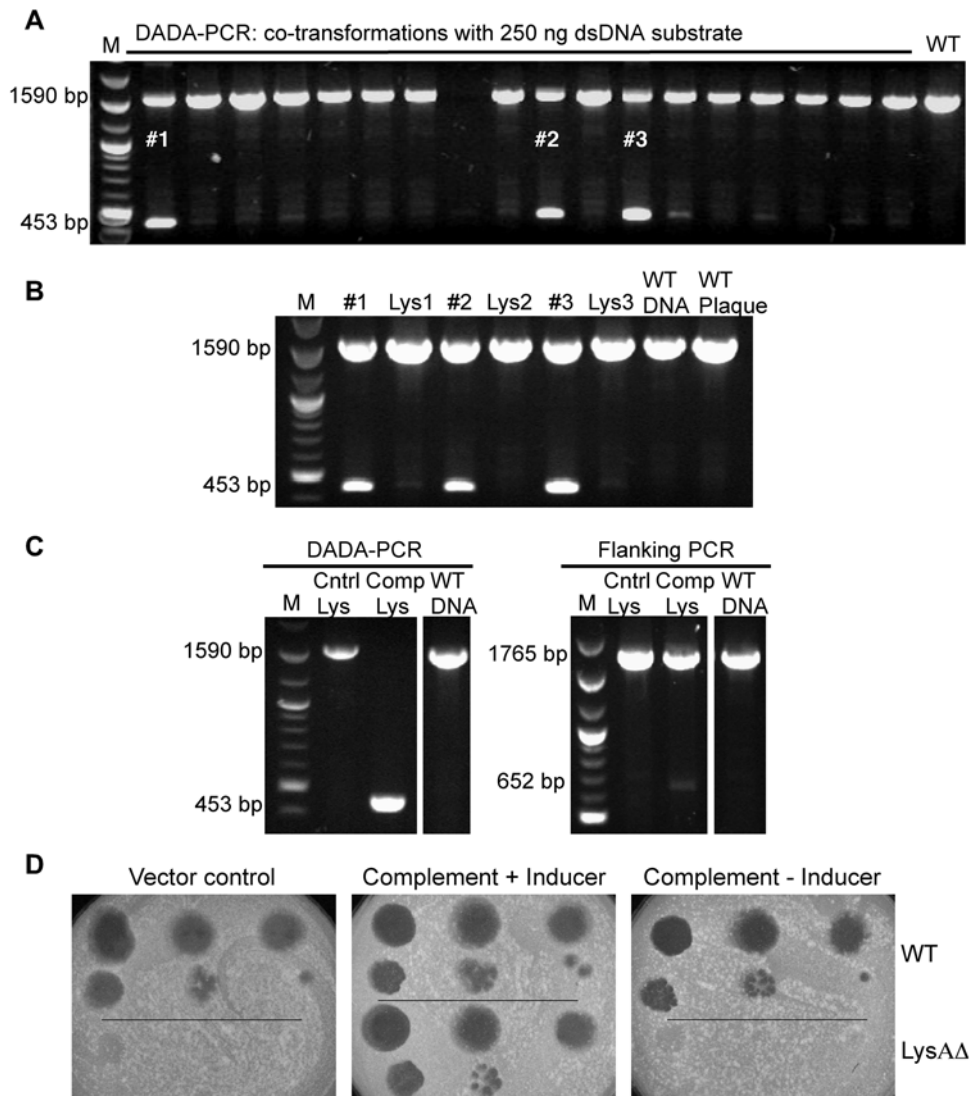 A
DADA-PCR: co-transformations with 250 ng dsDNA substrate
M
WT
1590 bp
#1
#2
#3
453 bp
B
M #1 Lys1 #2 Lys2 #3 Lys3 WT DNA WT Plaque
1590 bp
453 bp
C
DADA-PCR
Flanking PCR
Cntrl Comp WT
M Lys Lys DNA
Cntrl Comp WT
M Lys Lys DNA
1590 bp
453 bp
1765 bp
652 bp
D
Vector control
Complement + Inducer
Complement - Inducer
WT
LysAΔ